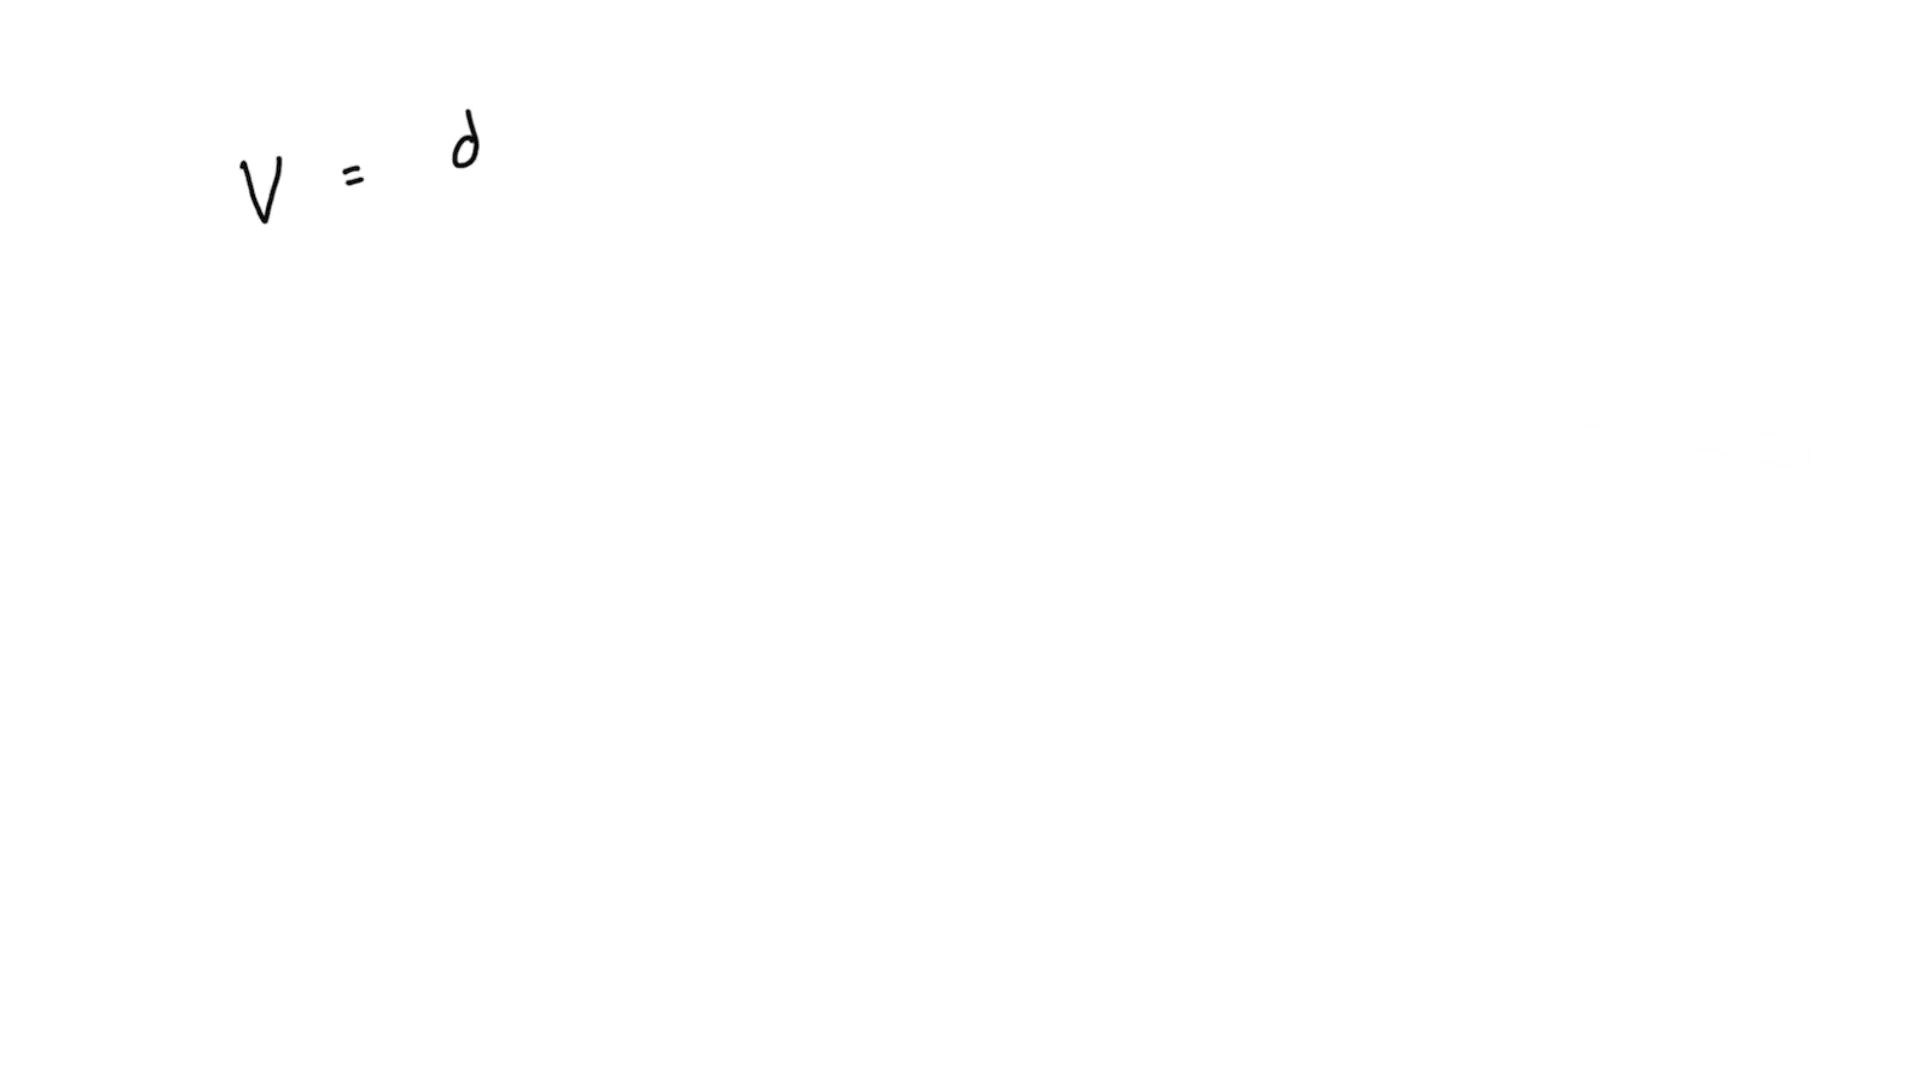 V = d